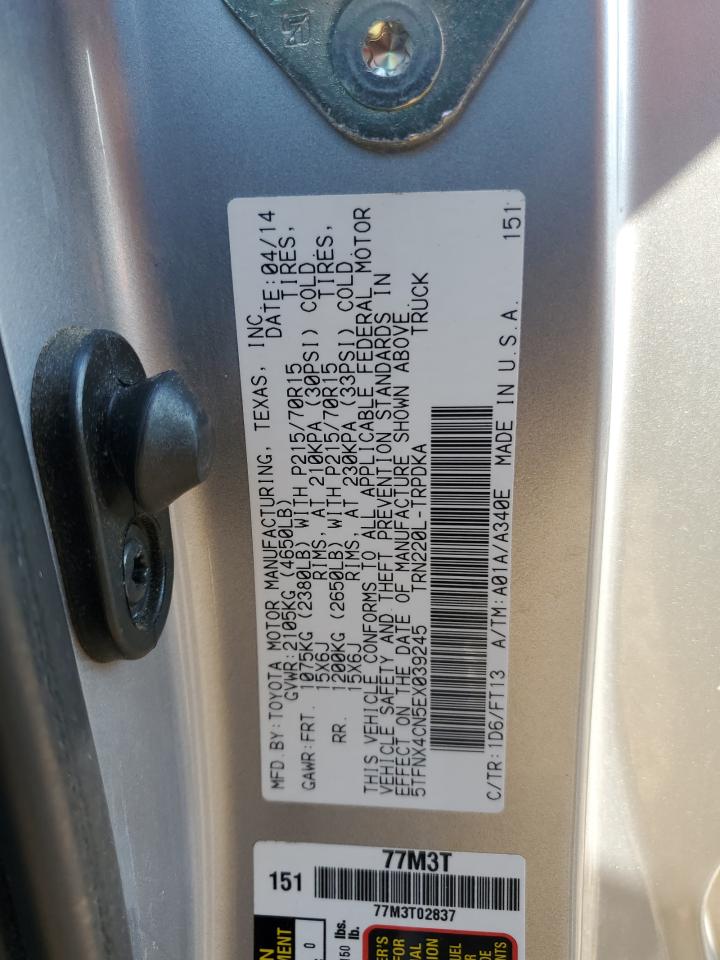 MFD.BY:TOYOTA MOTOR MANUFACTURING, TEXAS, INC.
GVWR:2105KG (4650LB) DATE:04/14
GAWR:FRT. 1075KG (2380LB) WITH P215/70R15 TIRES,
15X6J RIMS, AT 210KPA (30PSI) COLD.
RR. 1200KG (2650LB) WITH P215/70R15 TIRES,
15X6J RIMS, AT 230KPA (33PSI) COLD.
THIS VEHICLE CONFORMS TO ALL APPLICABLE FEDERAL MOTOR
VEHICLE SAFETY AND THEFT PREVENTION STANDARDS IN
EFFECT ON THE DATE OF MANUFACTURE SHOWN ABOVE.
5TFNX4CN5EX039245 TRN220L-TRPDKA TRUCK
C/TR:1D6/FT13 A/TM:A01A/A340E MADE IN U.S.A. 151
77M3T
151
77M3T02837
0
lbs.
150 lb.